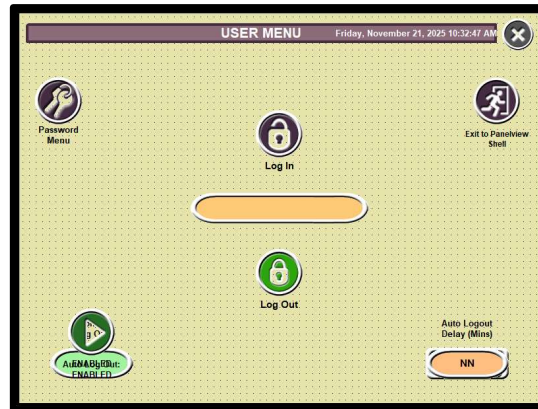 USER MENU
Friday, November 21, 2025 10:32:47 AM
Password
Menu
Exit to Panelview
Shell
Log In
Log Out
Auto Logout
Delay (Mins)
NN
ENABLED